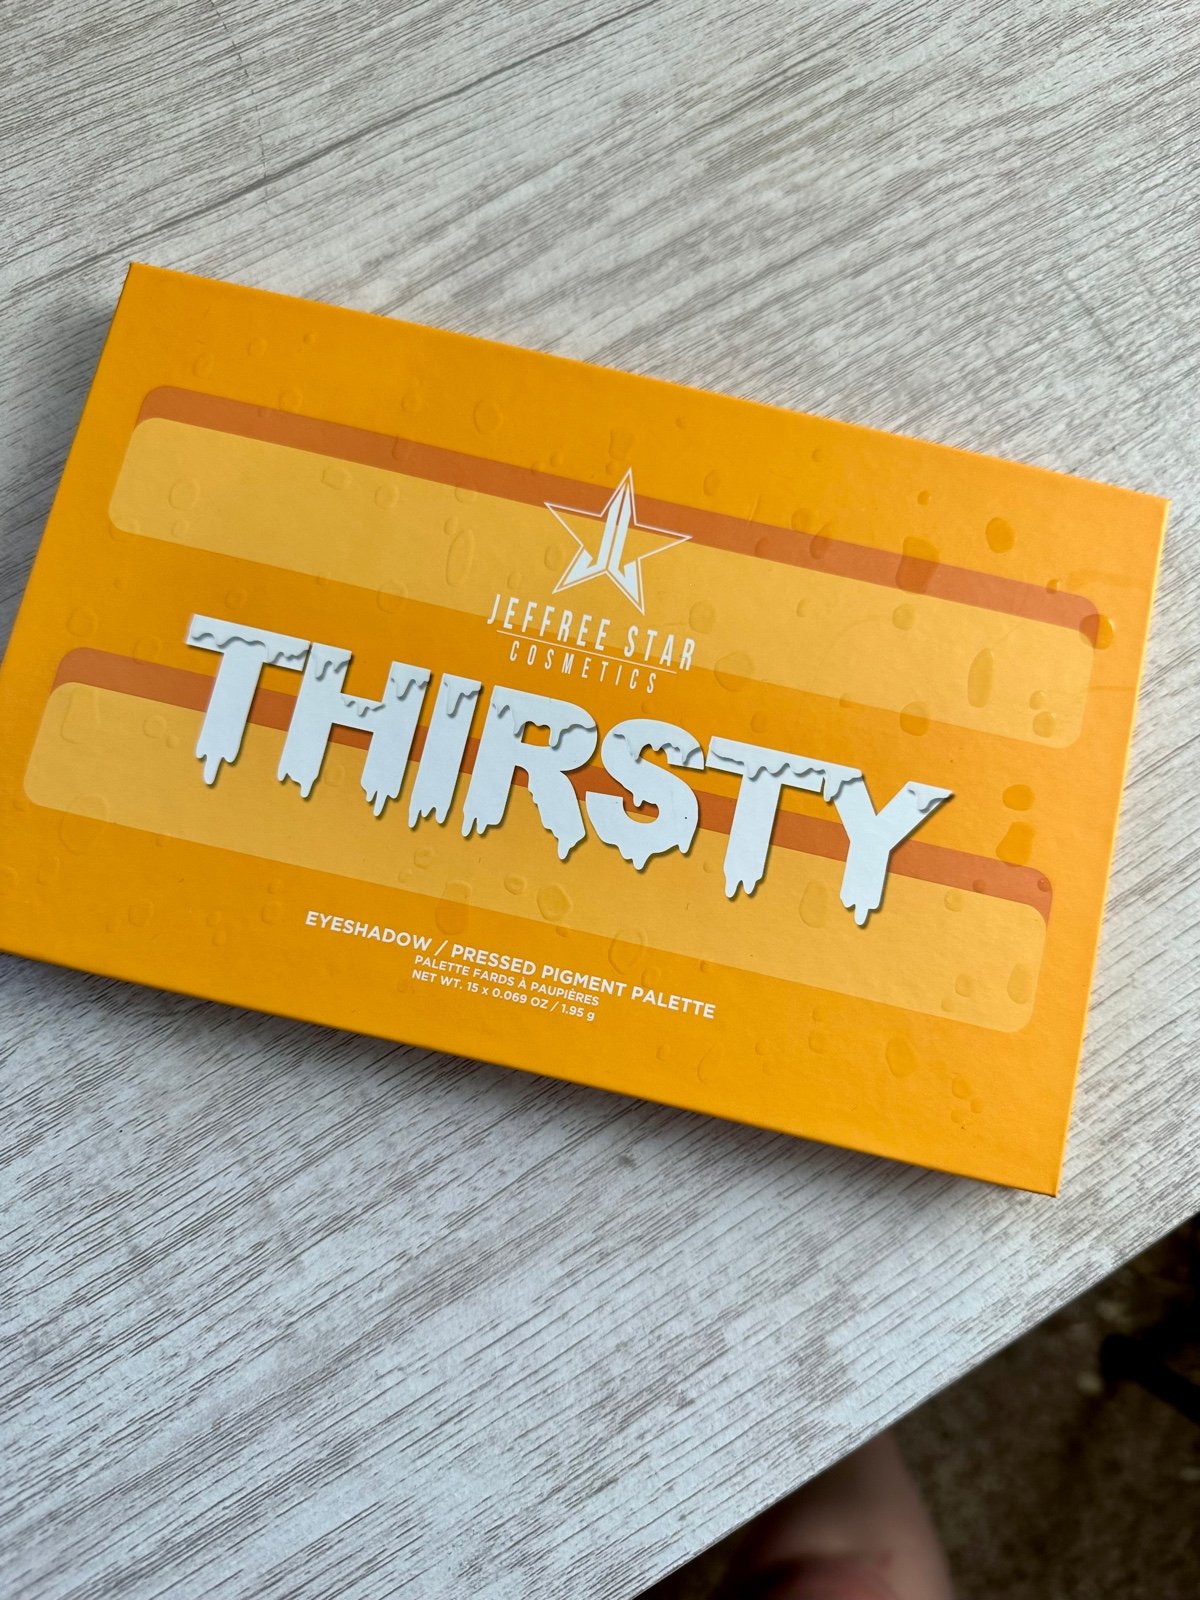 JEFFREE STAR
COSMETICS
THIRSTY
EYESHADOW / PRESSED PIGMENT PALETTE
PALETTE FARDS À PAUPIÈRES
NET WT. 15 x 0.069 OZ / 1.95 g